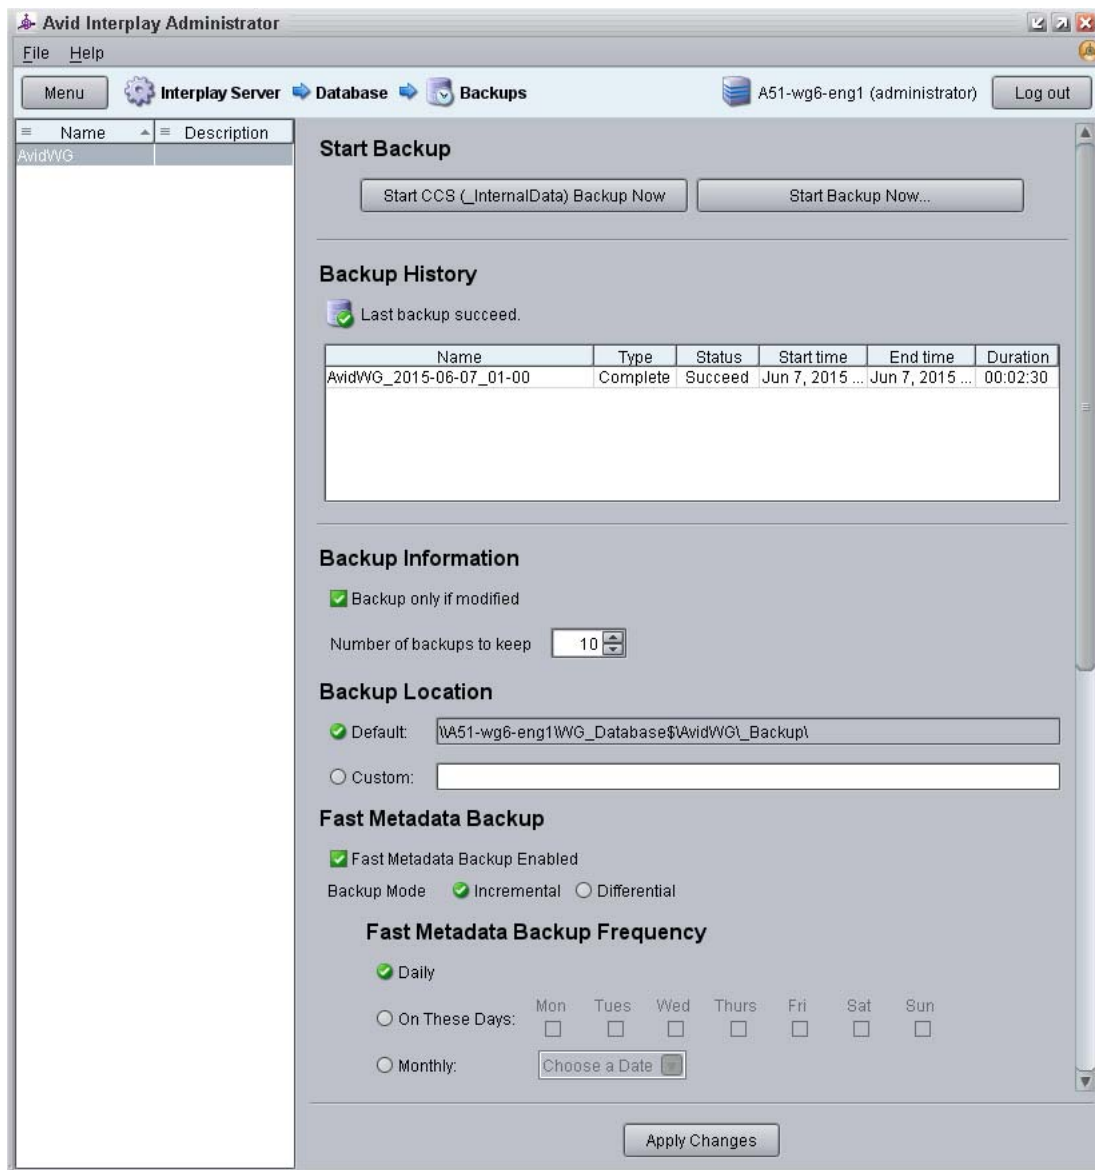 Avid Interplay Administrator
File Help
Menu Interplay Server Database Backups A51-wg6-eng1 (administrator) Log out
Name Description
AvidWG
Start Backup
Start CCS (_InternalData) Backup Now Start Backup Now...
Backup History
Last backup succeed.
Name Type Status Start time End time Duration
AvidWG_2015-06-07_01-00 Complete Succeed Jun 7, 2015 ... Jun 7, 2015 ... 00:02:30
Backup Information
Backup only if modified
Number of backups to keep 10
Backup Location
Default: \\A51-wg6-eng1\WG_Database$\AvidWG\_Backup\
Custom:
Fast Metadata Backup
Fast Metadata Backup Enabled
Backup Mode Incremental Differential
Fast Metadata Backup Frequency
Daily
Mon Tues Wed Thurs Fri Sat Sun
On These Days:
Monthly: Choose a Date
Apply Changes